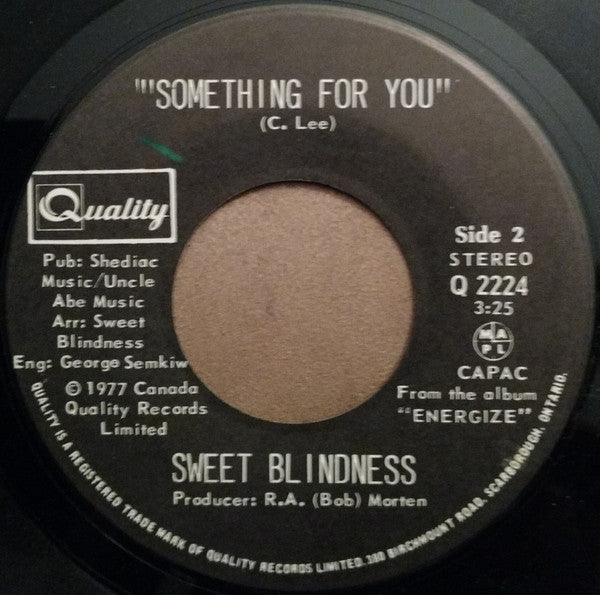 "'SOMETHING FOR YOU"
(C. Lee)
Quality
Pub: Shediac
Music/Uncle
Abe Music
Arr: Sweet
Blindness
Eng: George Semkiw
© 1977 Canada
Quality Records
Limited
Side 2
STEREO
Q 2224
3:25
M A
P L
CAPAC
From the album
"ENERGIZE"
SWEET BLINDNESS
Producer: R.A. (Bob) Morten
QUALITY IS A REGISTERED TRADE MARK OF QUALITY RECORDS LIMITED. 380 BIRCHMOUNT ROAD, SCARBOROUGH, ONTARIO.